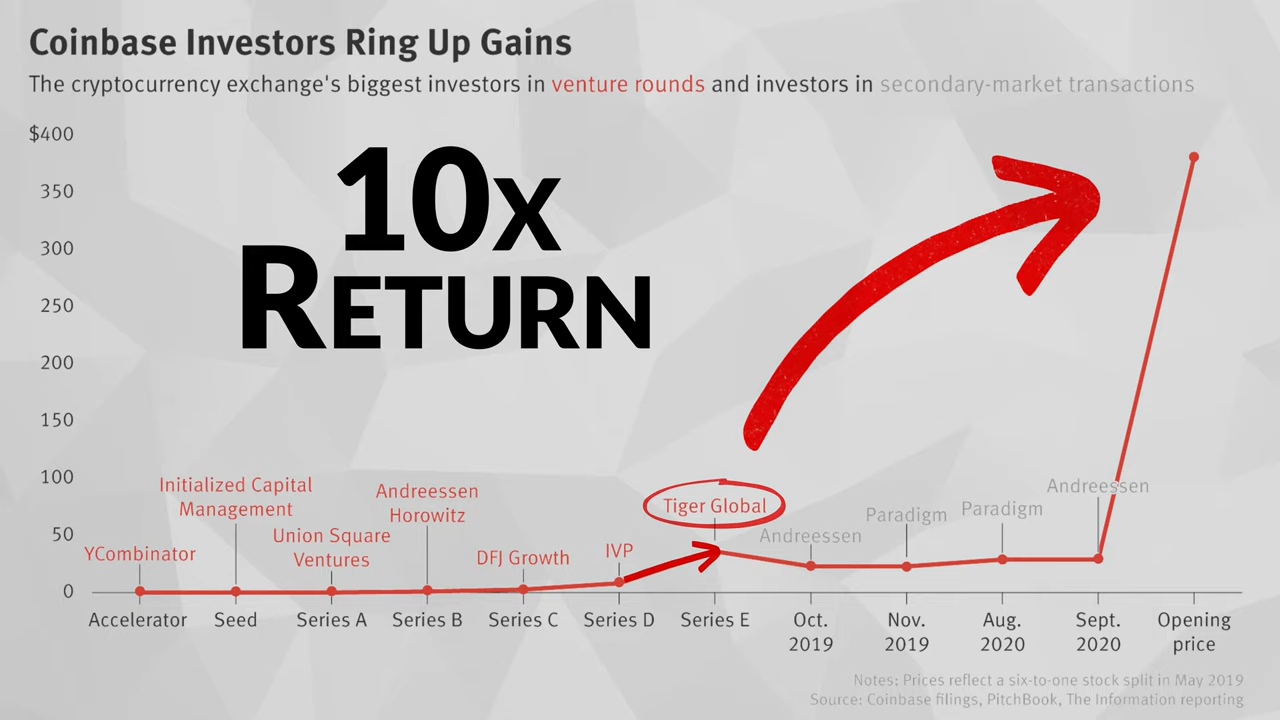 Coinbase Investors Ring Up Gains
The cryptocurrency exchange's biggest investors in venture rounds and investors in secondary-market transactions
10x
Return
$400
350
300
250
200
150
100
50
0
YCombinator
Initialized Capital
Management
Union Square
Ventures
Andreessen
Horowitz
DFJ Growth
IVP
Tiger Global
Andreessen
Paradigm
Paradigm
Andreessen
Accelerator
Seed
Series A
Series B
Series C
Series D
Series E
Oct.
2019
Nov.
2019
Aug.
2020
Sept.
2020
Opening
price
Notes: Prices reflect a six-to-one stock split in May 2019
Source: Coinbase filings, PitchBook, The Information reporting